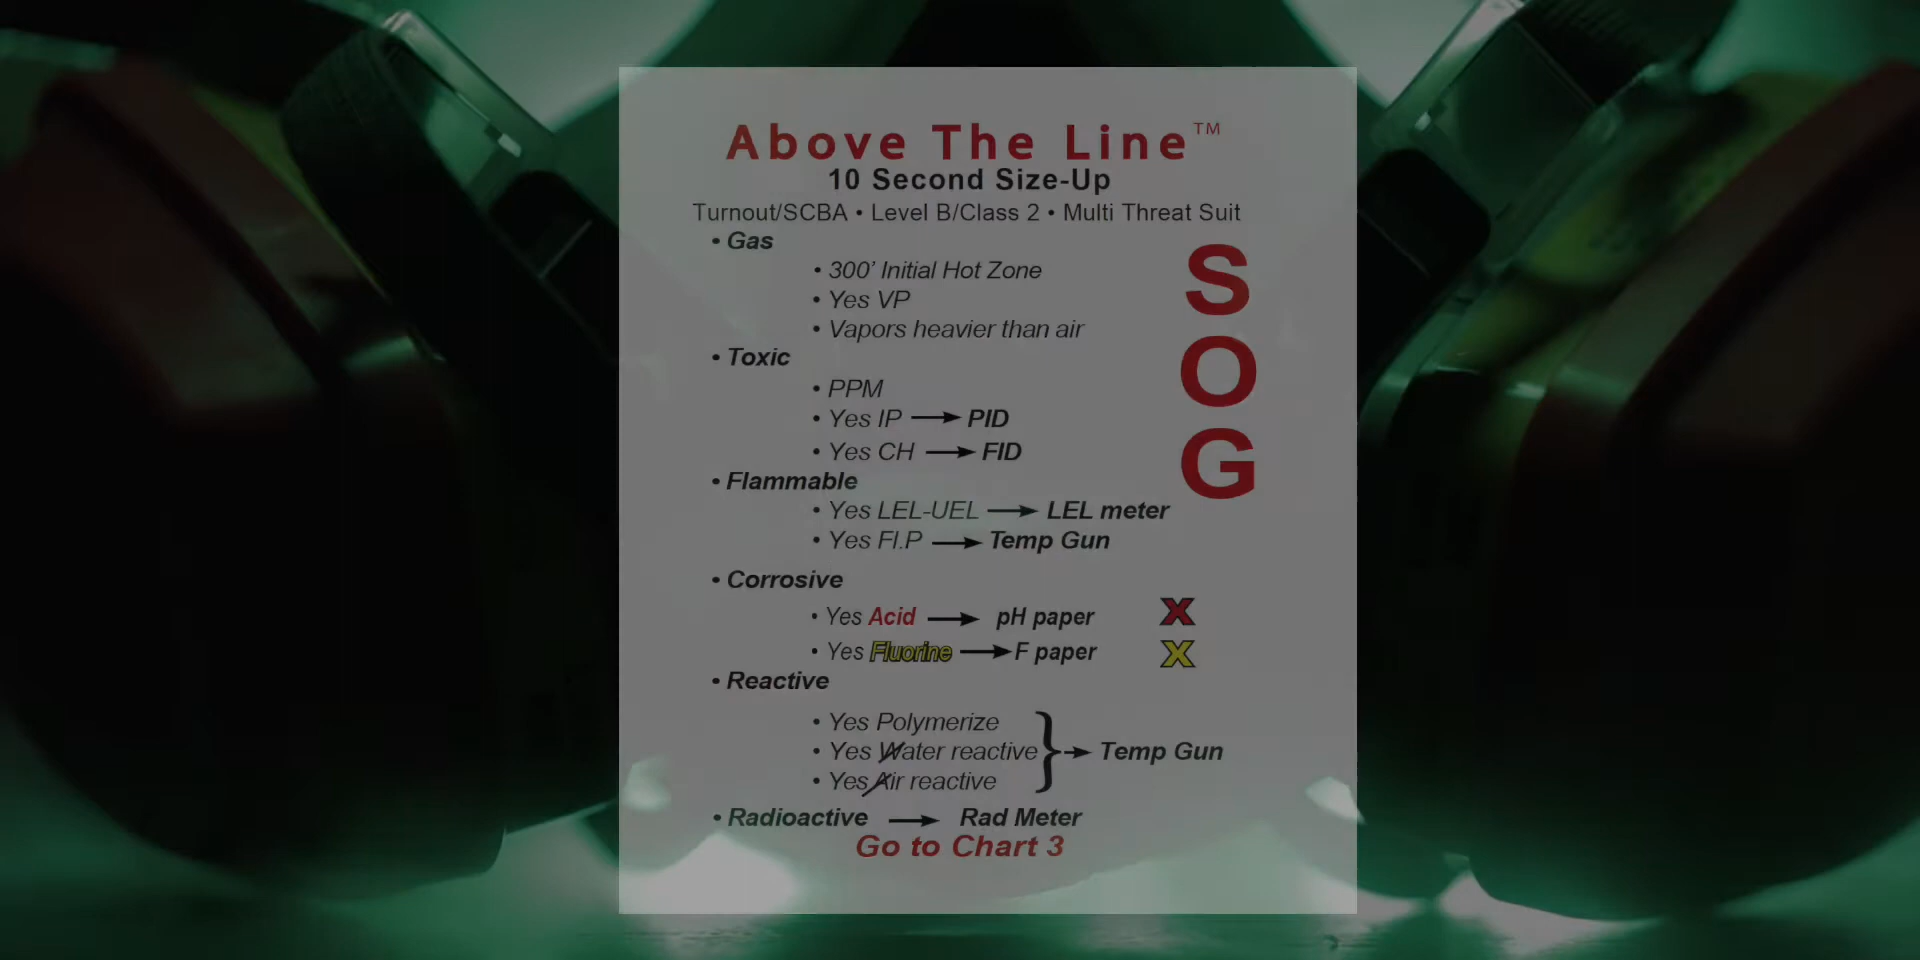 Above The Line™
10 Second Size-Up
Turnout/SCBA • Level B/Class 2 • Multi Threat Suit
• Gas
• 300’ Initial Hot Zone
• Yes VP
• Vapors heavier than air
• Toxic
• PPM
• Yes IP → PID
• Yes CH → FID
• Flammable
• Yes LEL-UEL → LEL meter
• Yes Fl.P → Temp Gun
• Corrosive
• Yes Acid → pH paper X
• Yes Fluorine → F paper X
• Reactive
• Yes Polymerize
• Yes Water reactive } → Temp Gun
• Yes Air reactive
• Radioactive → Rad Meter
Go to Chart 3
S
O
G